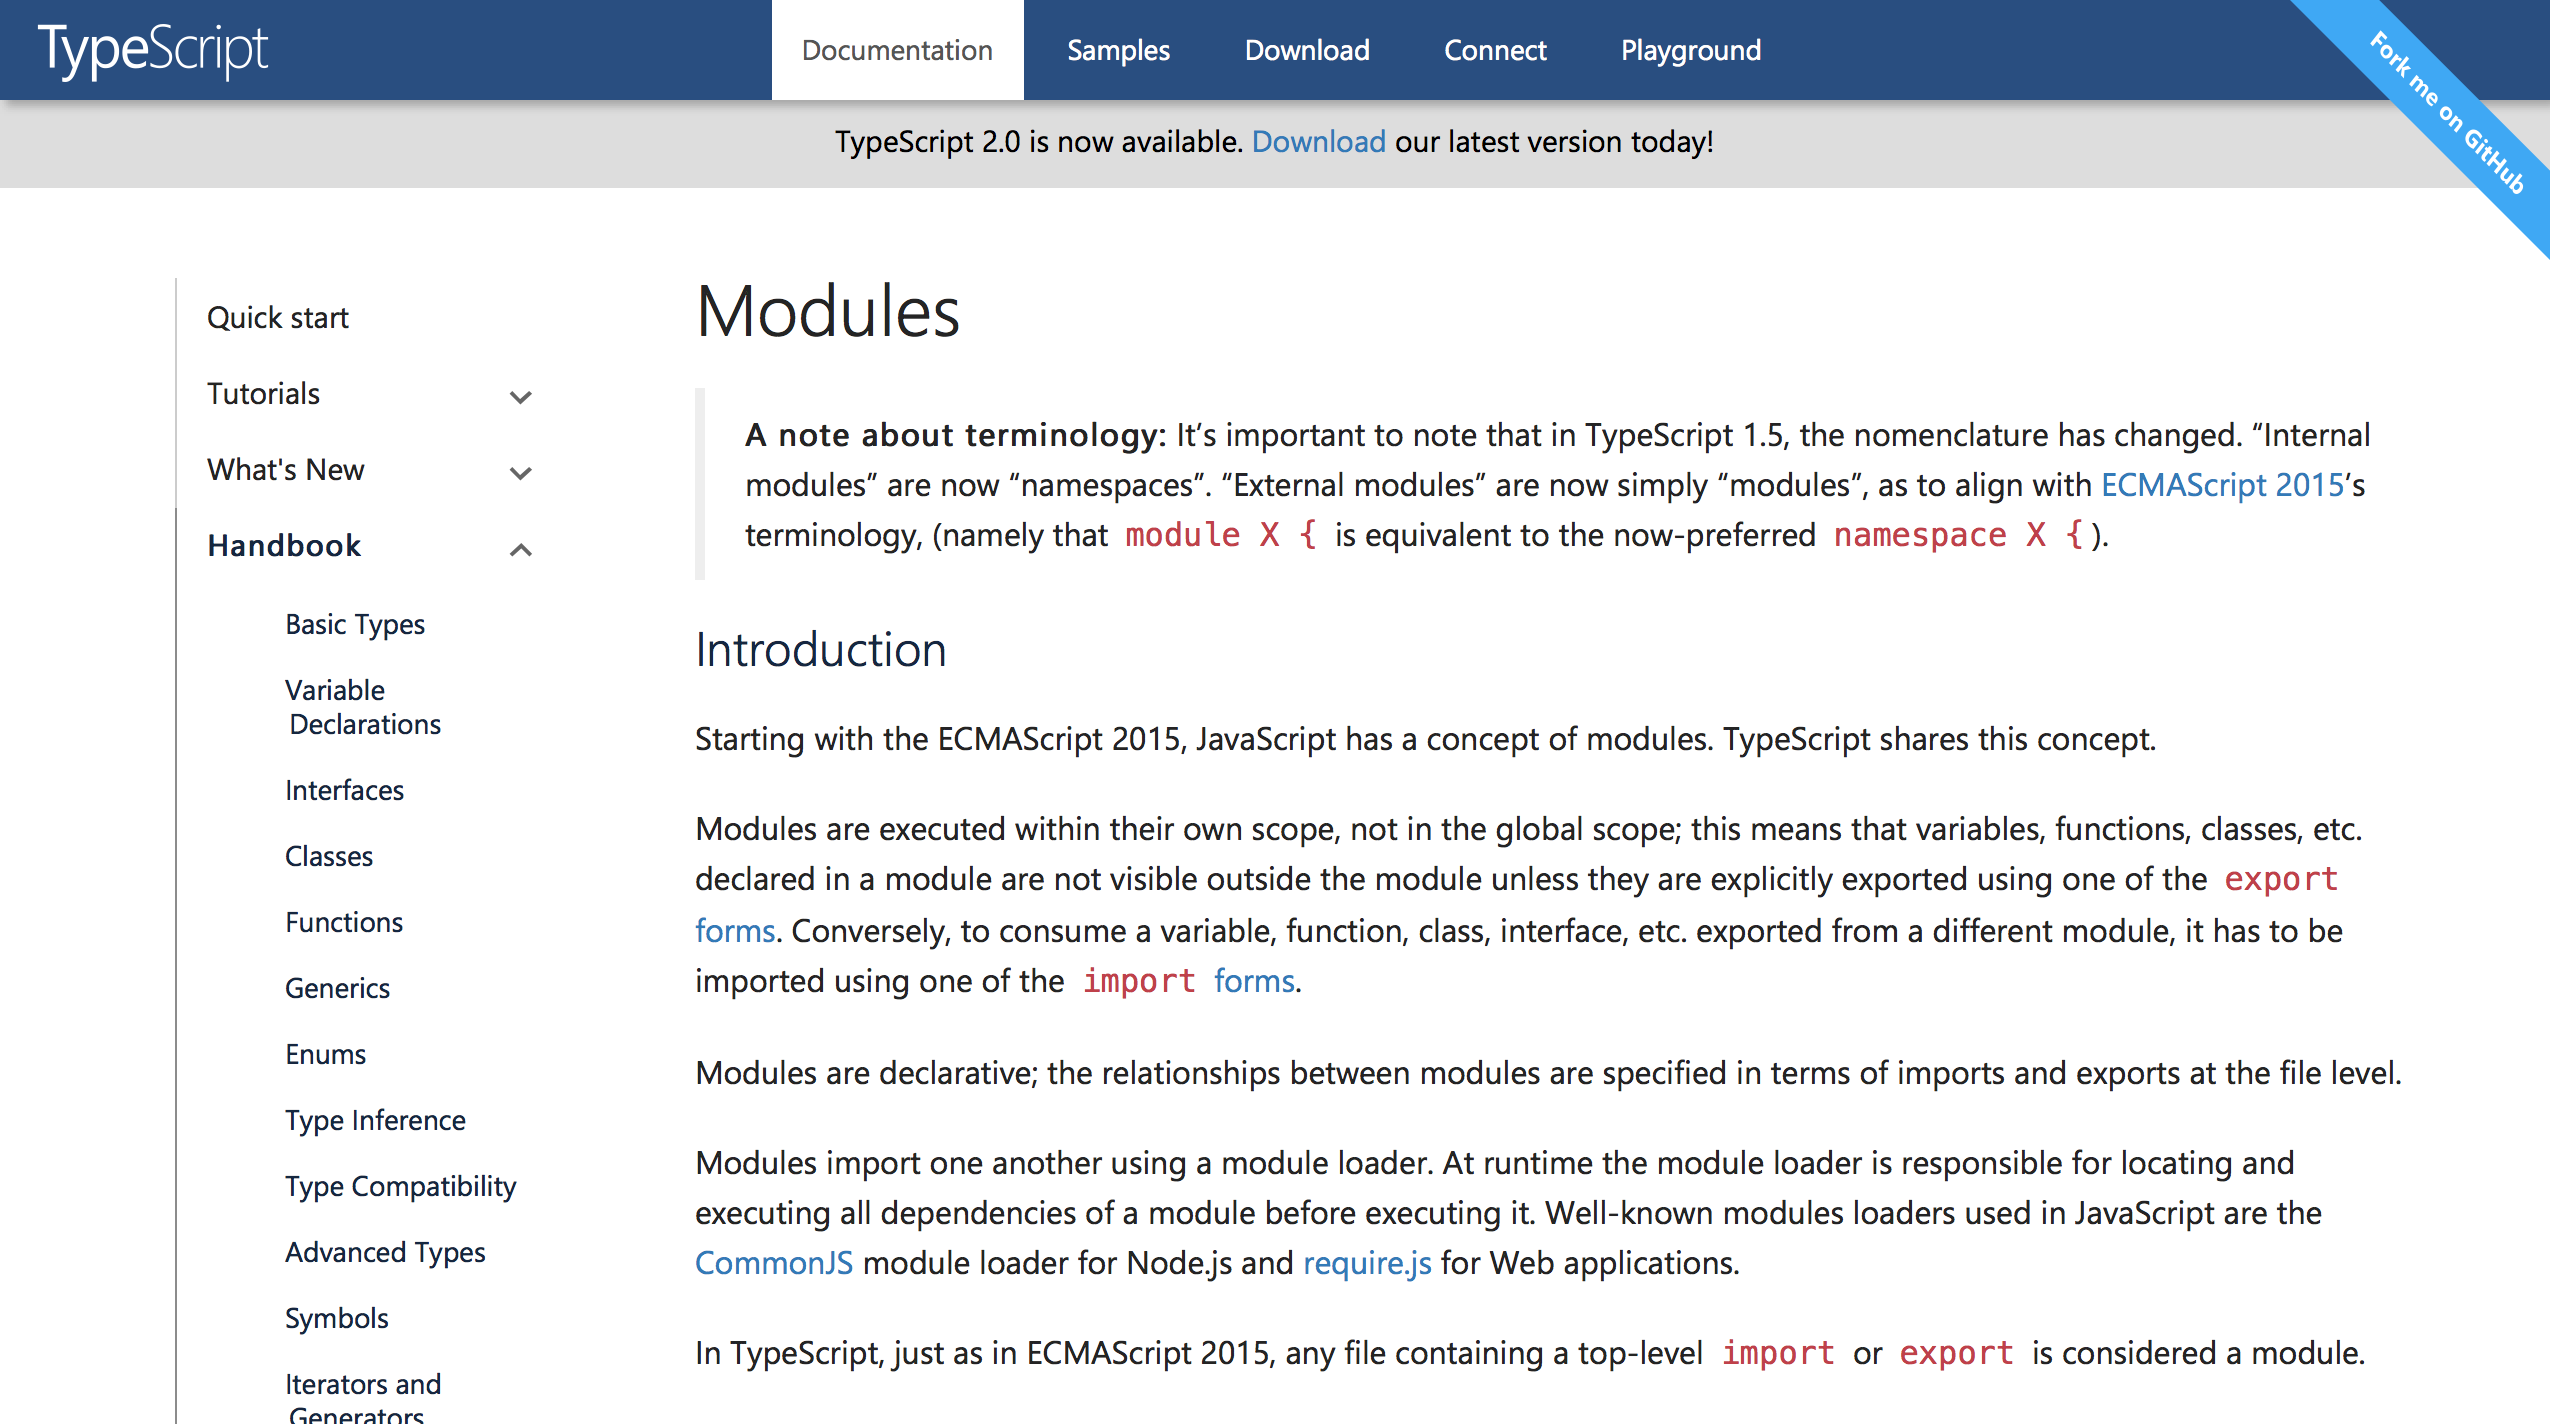 TypeScript
Documentation
Samples
Download
Connect
Playground
Fork me on GitHub
TypeScript 2.0 is now available. Download our latest version today!
Quick start
Tutorials
What's New
Handbook
Basic Types
Variable
Declarations
Interfaces
Classes
Functions
Generics
Enums
Type Inference
Type Compatibility
Advanced Types
Symbols
Iterators and
Generators
Modules
A note about terminology: It’s important to note that in TypeScript 1.5, the nomenclature has changed. “Internal
modules” are now “namespaces”. “External modules” are now simply “modules”, as to align with ECMAScript 2015’s
terminology, (namely that module X { is equivalent to the now-preferred namespace X { ).
Introduction
Starting with the ECMAScript 2015, JavaScript has a concept of modules. TypeScript shares this concept.
Modules are executed within their own scope, not in the global scope; this means that variables, functions, classes, etc.
declared in a module are not visible outside the module unless they are explicitly exported using one of the export
forms. Conversely, to consume a variable, function, class, interface, etc. exported from a different module, it has to be
imported using one of the import forms.
Modules are declarative; the relationships between modules are specified in terms of imports and exports at the file level.
Modules import one another using a module loader. At runtime the module loader is responsible for locating and
executing all dependencies of a module before executing it. Well-known modules loaders used in JavaScript are the
CommonJS module loader for Node.js and require.js for Web applications.
In TypeScript, just as in ECMAScript 2015, any file containing a top-level import or export is considered a module.